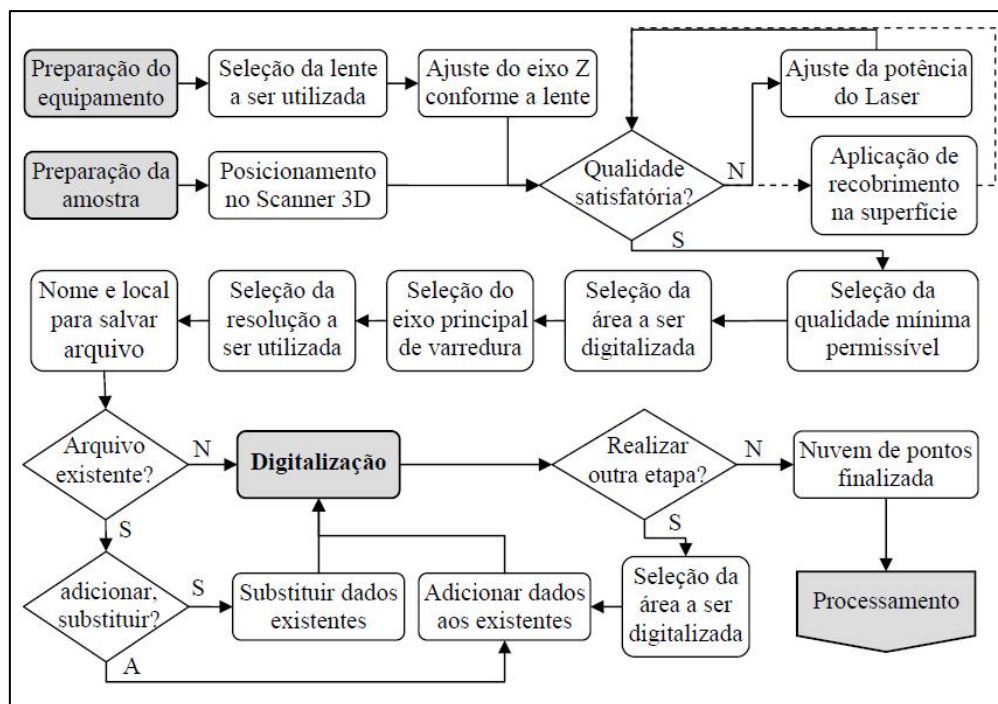 Preparação do
equipamento
Seleção da lente
a ser utilizada
Ajuste do eixo Z
conforme a lente
Ajuste da potência
do Laser
Preparação da
amostra
Posicionamento
no Scanner 3D
Qualidade
satisfatória?
N
Aplicação de
recobrimento
na superfície
S
Nome e local
para salvar
arquivo
Seleção da
resolução a
ser utilizada
Seleção do
eixo principal
de varredura
Seleção da
área a ser
digitalizada
Seleção da
qualidade mínima
permissível
Arquivo
existente?
N
Digitalização
Realizar
outra etapa?
N
Nuvem de pontos
finalizada
S
S
adicionar,
substituir?
S
Substituir dados
existentes
Adicionar dados
aos existentes
Seleção da
área a ser
digitalizada
Processamento
A